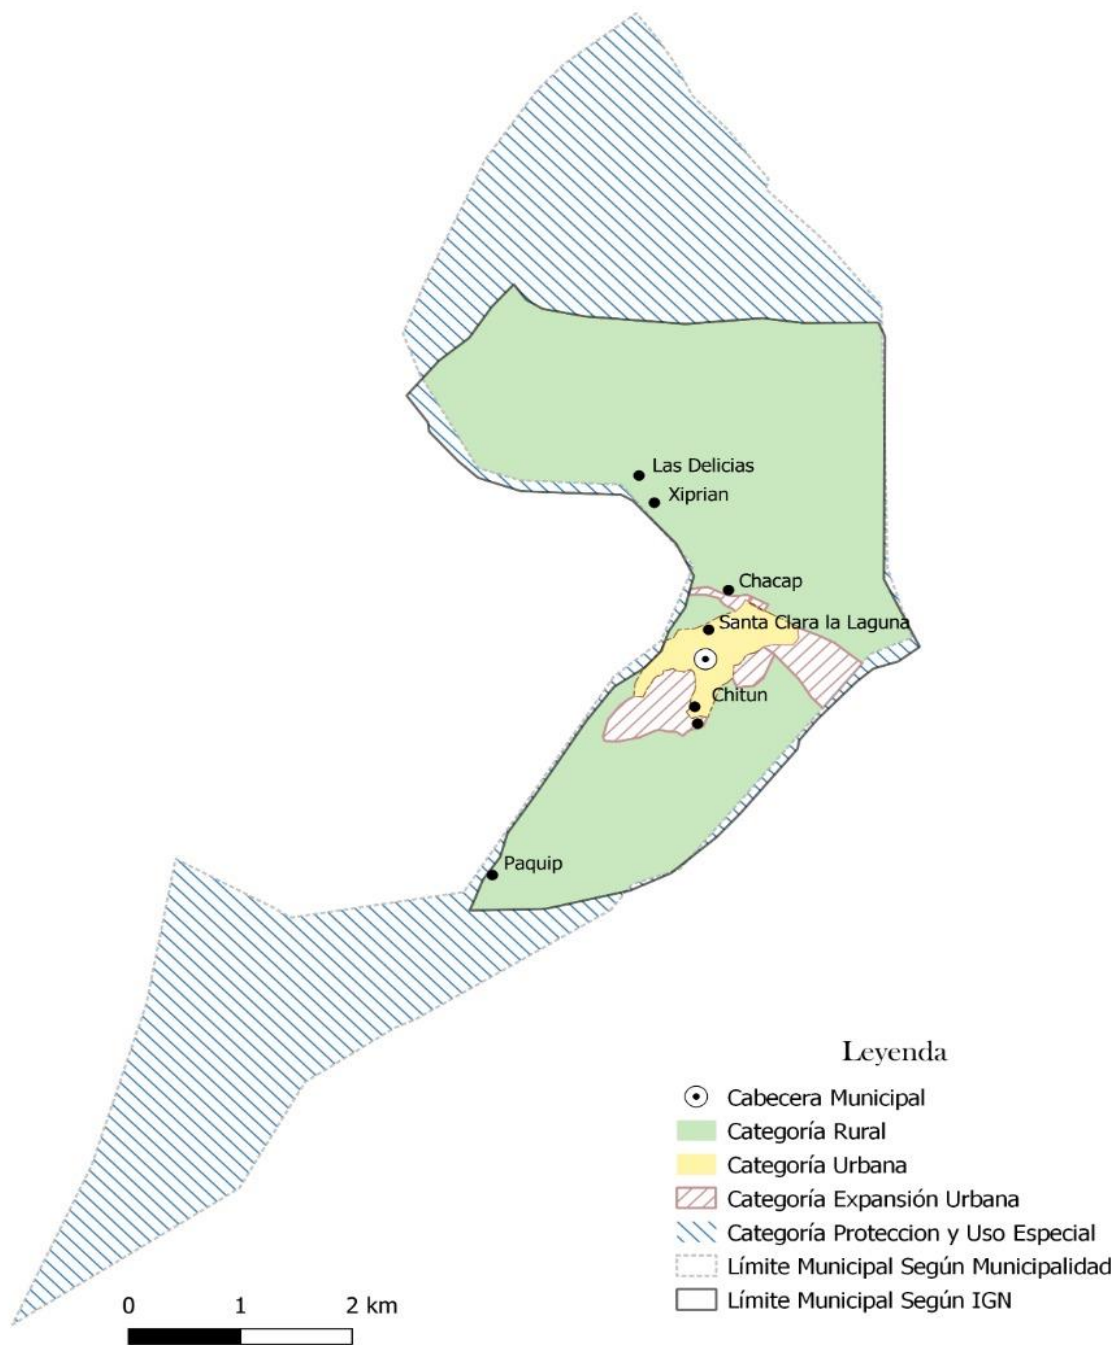 Las Delicias
Xiprian
Chacap
Santa Clara la Laguna
Chitun
Paquip
Leyenda
Cabecera Municipal
Categoría Rural
Categoría Urbana
Categoría Expansión Urbana
Categoría Proteccion y Uso Especial
Límite Municipal Según Municipalidad
Límite Municipal Según IGN
0 1 2 km